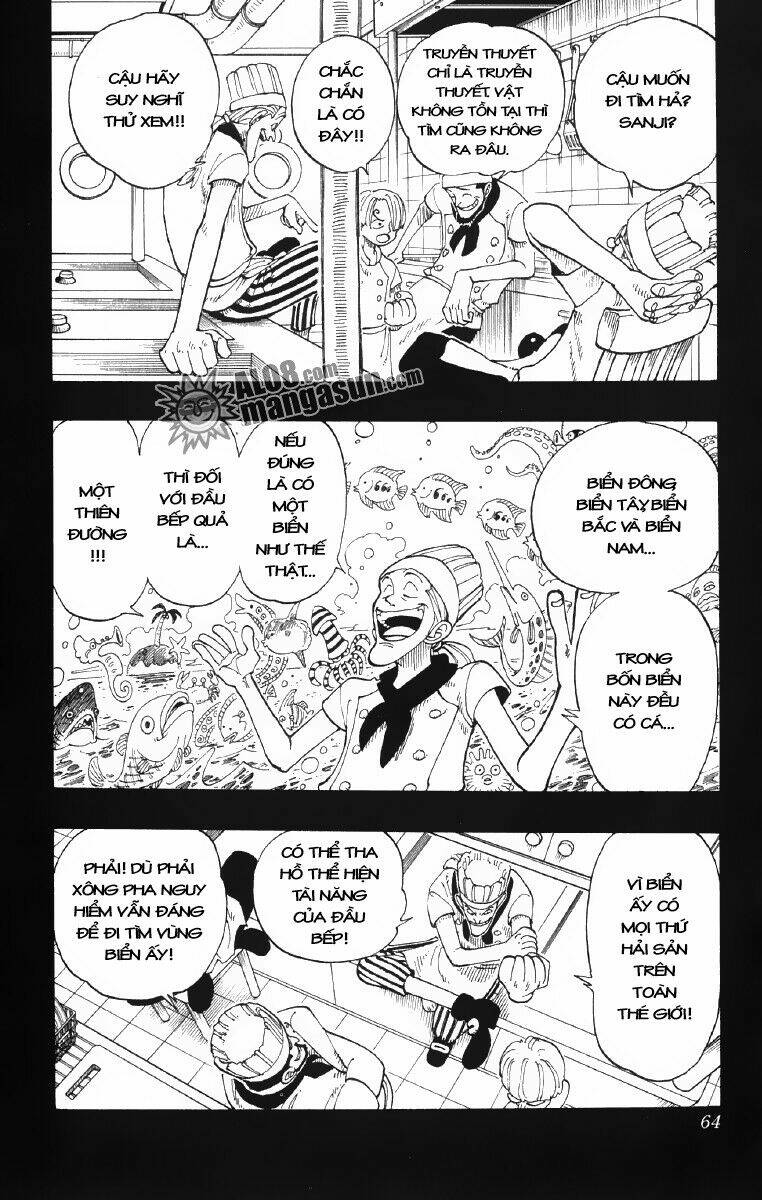 CẬU MUỐN
ĐI TÌM HẢ?
SANJI?
TRUYỀN THUYẾT
CHỈ LÀ TRUYỀN
THUYẾT. VẬT
KHÔNG TỒN TẠI THÌ
TÌM CŨNG KHÔNG
RA ĐÂU.
CHẮC
CHẮN
LÀ CÓ
ĐẤY!!
CẬU HÃY
SUY NGHĨ
THỬ XEM!!
AL08.com
mangasun.com
BIỂN ĐÔNG,
BIỂN TÂY, BIỂN
BẮC VÀ BIỂN
NAM...
TRONG
BỐN BIỂN
NÀY ĐỀU
CÓ CÁ...
NẾU
ĐÚNG
LÀ CÓ
MỘT
BIỂN
NHƯ THẾ
THẬT...
THÌ ĐỐI
VỚI ĐẦU
BẾP QUẢ
LÀ...
MỘT
THIÊN
ĐƯỜNG
!!!
VÌ BIỂN
ẤY CÓ
MỌI THỨ
HẢI SẢN
TRÊN
TOÀN
THẾ GIỚI!
CÓ THỂ THA
HỒ THỂ HIỆN
TÀI NĂNG
CỦA ĐẦU
BẾP!
PHẢI! DÙ PHẢI
XÔNG PHA NGUY
HIỂM VẪN ĐÁNG
ĐỂ ĐI TÌM VÙNG
BIỂN ẤY!
64